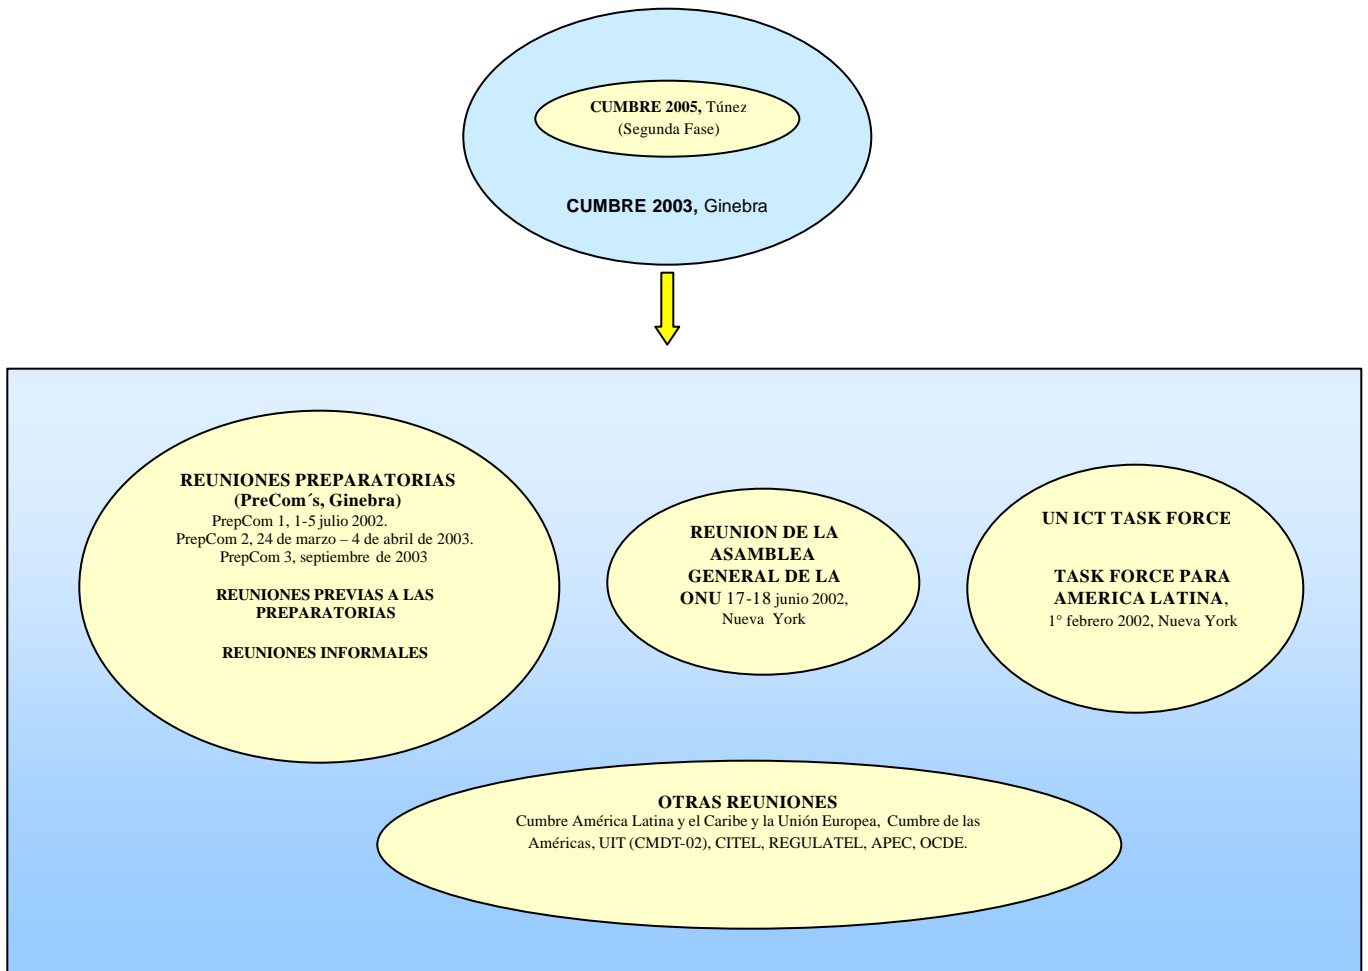 CUMBRE 2005, Túnez
(Segunda Fase)
CUMBRE 2003, Ginebra
REUNIONES PREPARATORIAS
(PreCom´s, Ginebra)
PrepCom 1, 1-5 julio 2002.
PrepCom 2, 24 de marzo – 4 de abril de 2003.
PrepCom 3, septiembre de 2003
REUNIONES PREVIAS A LAS
PREPARATORIAS
REUNIONES INFORMALES
REUNION DE LA
ASAMBLEA
GENERAL DE LA
ONU 17-18 junio 2002,
Nueva York
UN ICT TASK FORCE
TASK FORCE PARA
AMERICA LATINA,
1° febrero 2002, Nueva York
OTRAS REUNIONES
Cumbre América Latina y el Caribe y la Unión Europea, Cumbre de las
Américas, UIT (CMDT-02), CITEL, REGULATEL, APEC, OCDE.